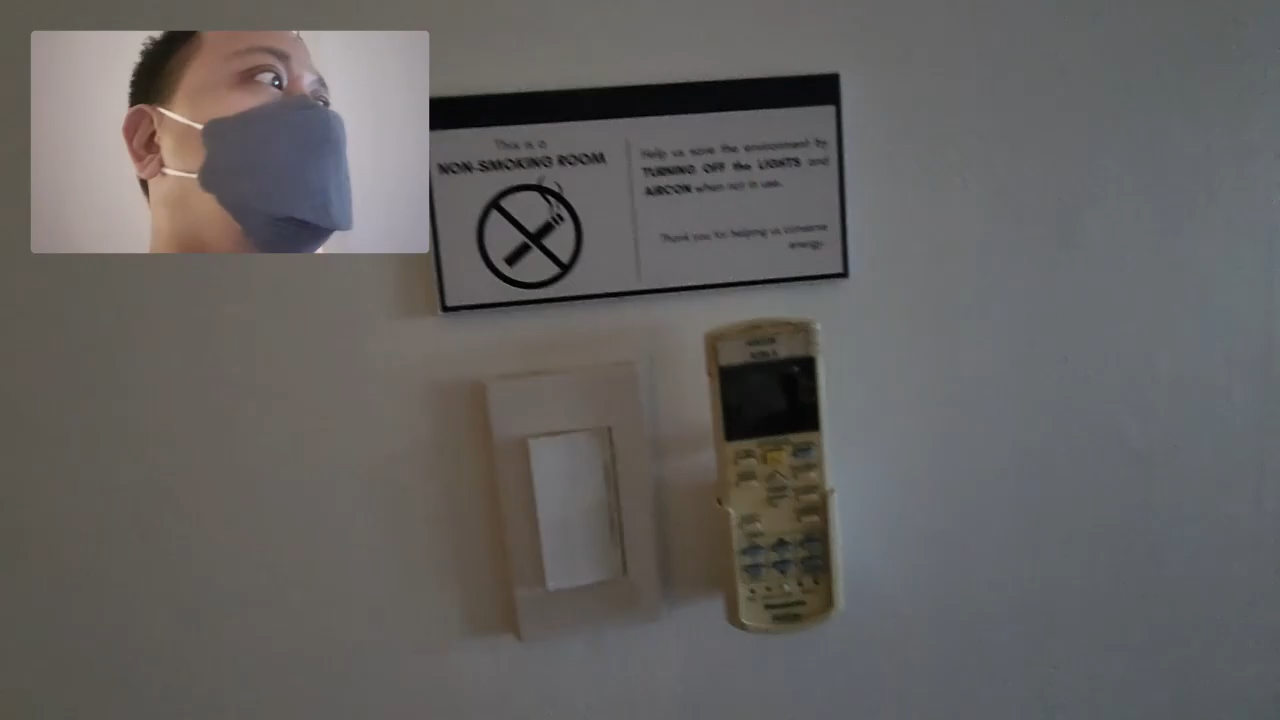 This is a
NON-SMOKING ROOM
Help us save the environment by
TURNING OFF the LIGHTS and
AIRCON when not in use.
Thank you for helping us conserve
energy.